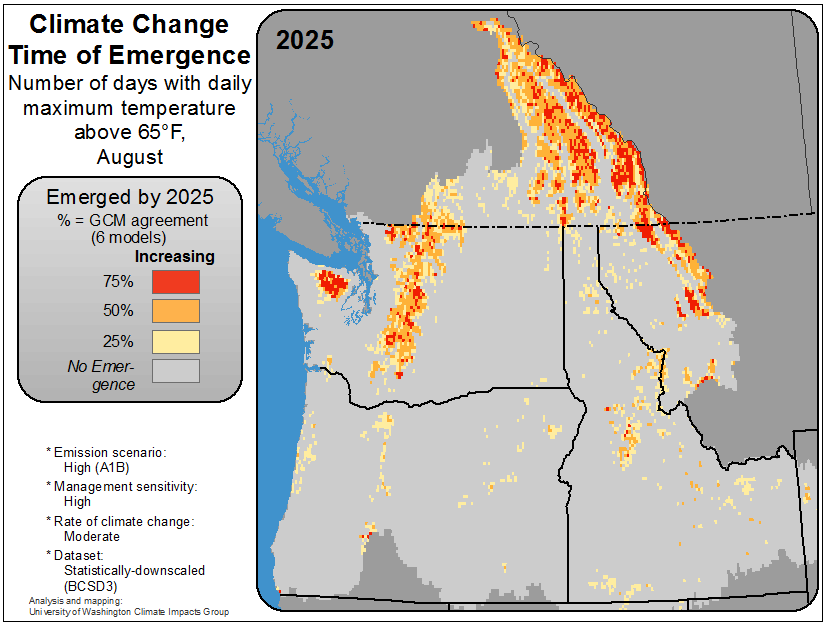 Climate Change
Time of Emergence
Number of days with daily
maximum temperature
above 65°F,
August
2025
Emerged by 2025
% = GCM agreement
(6 models)
Increasing
75%
50%
25%
No Emer-
gence
* Emission scenario:
High (A1B)
* Management sensitivity:
High
* Rate of climate change:
Moderate
* Dataset:
Statistically-downscaled
(BCSD3)
Analysis and mapping:
University of Washington Climate Impacts Group